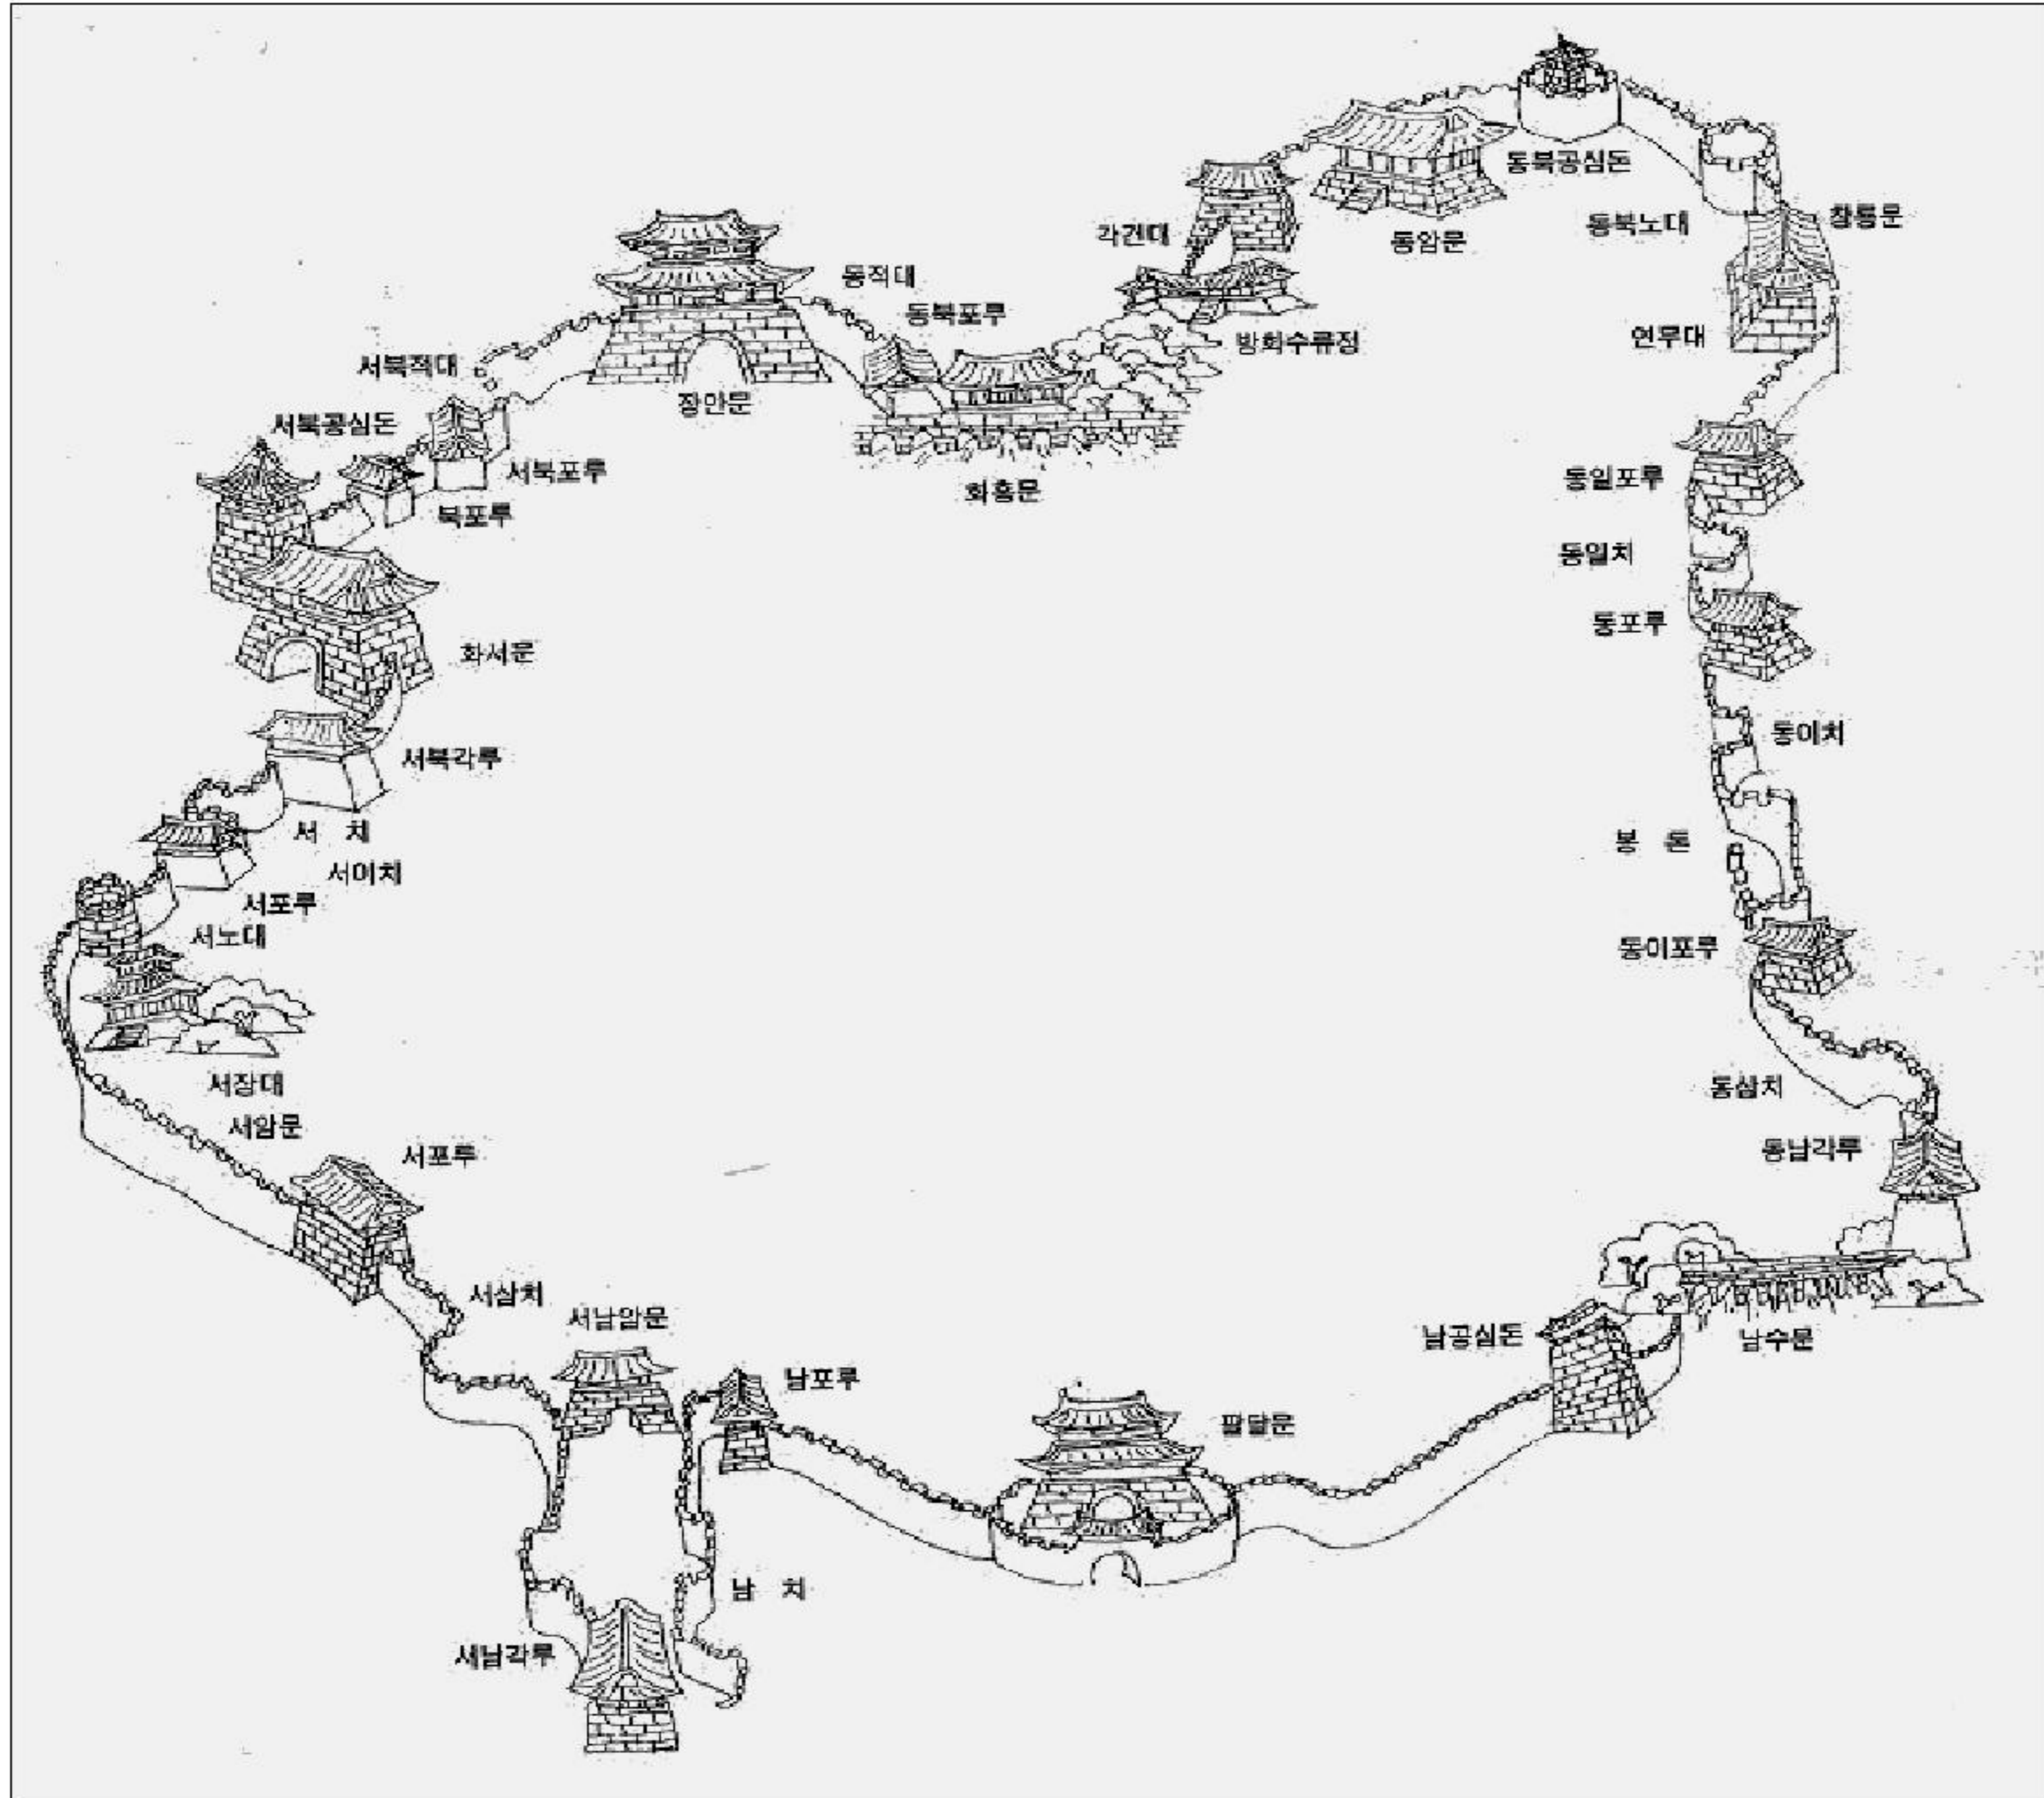 동북공심돈
각건대
동암문
동북노대
창룡문
동적대
동북포루
방화수류정
연무대
서북적대
장안문
서북공심돈
서북포루
북포루
화홍문
동일포루
동일치
동포루
화서문
동이치
서북각루
서 치
서이치
서포루
봉 돈
서노대
동이포루
서장대
서암문
동삼치
서포루
동남각루
서삼치
서남암문
남공심돈
남수문
남포루
팔달문
남 치
서남각루